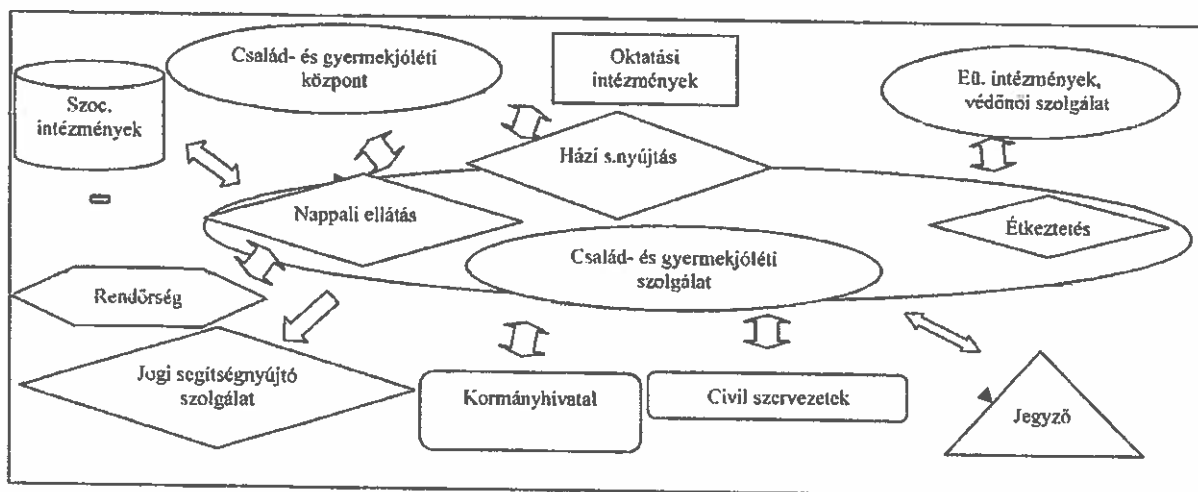 Család- és gyermekjóléti
központ
Oktatási
intézmények
Eü. intézmények,
védőnői szolgálat
Szoc.
intézmények
Házi s.nyújtás
Nappali ellátás
Étkeztetés
Család- és gyermekjóléti
szolgálat
Rendőrség
Jogi segítségnyújtó
szolgálat
Kormányhivatal
Civil szervezetek
Jegyző